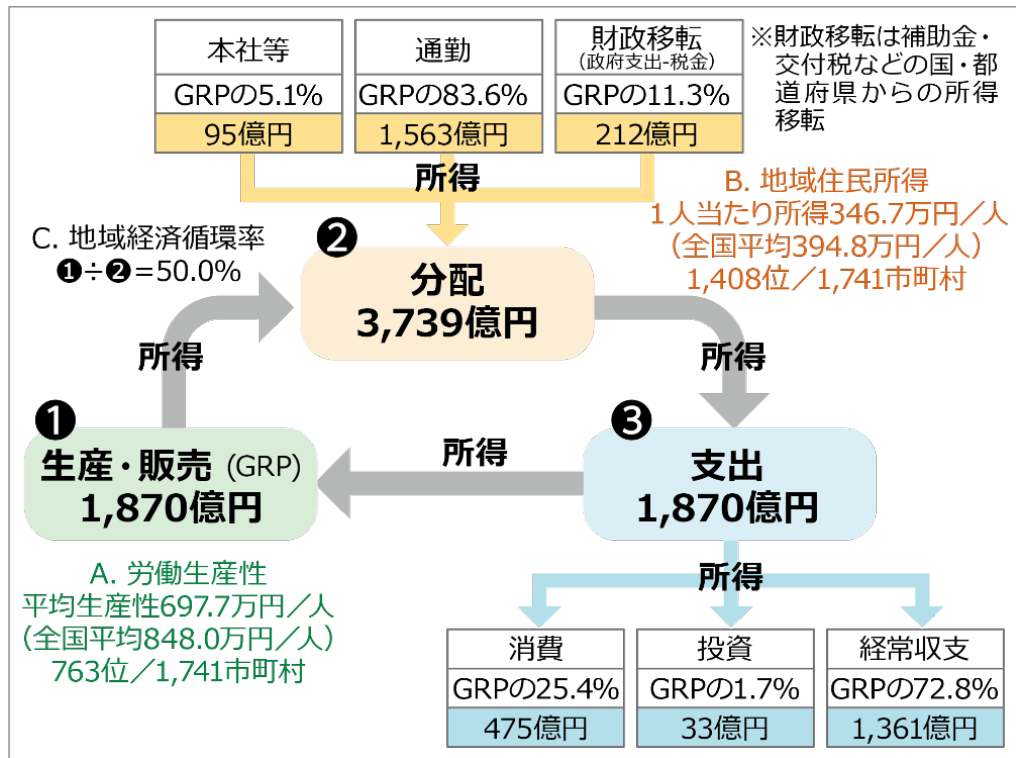 本社等
GRPの5.1%
95億円
通勤
GRPの83.6%
1,563億円
財政移転
(政府支出-税金)
GRPの11.3%
212億円
※財政移転は補助金・
交付税などの国・都
道府県からの所得
移転
所得
B. 地域住民所得
1人当たり所得346.7万円／人
（全国平均394.8万円／人）
1,408位／1,741市町村
C. 地域経済循環率
❶÷❷＝50.0%
❷
分配
3,739億円
所得
所得
❶
生産・販売 (GRP)
1,870億円
所得
❸
支出
1,870億円
A. 労働生産性
平均生産性697.7万円／人
（全国平均848.0万円／人）
763位／1,741市町村
所得
消費
GRPの25.4%
475億円
投資
GRPの1.7%
33億円
経常収支
GRPの72.8%
1,361億円